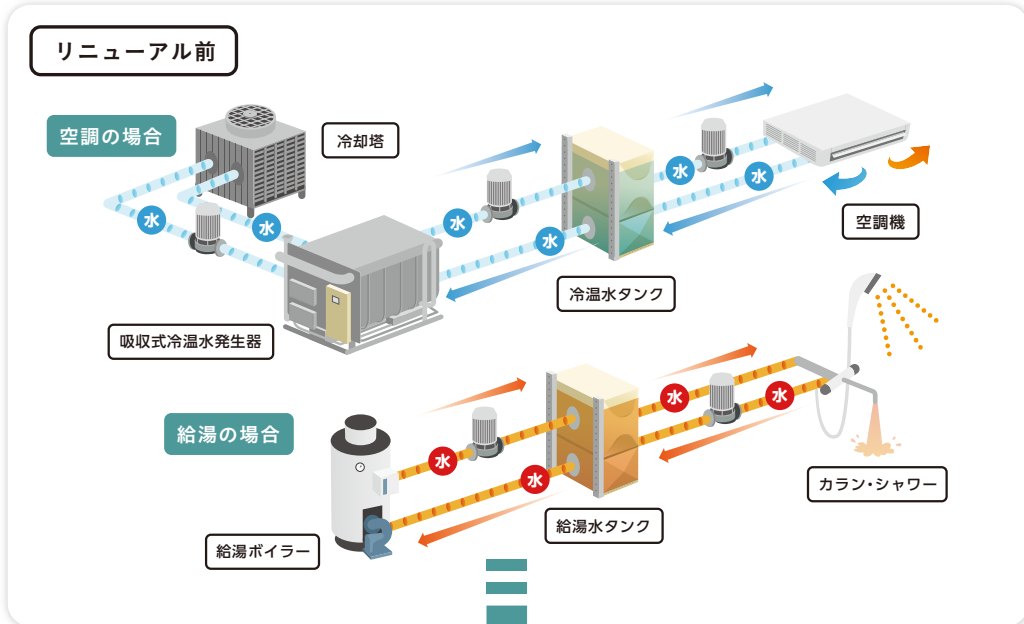 リニューアル前
空調の場合
冷却塔
水
水
水
水
水
水
空調機
冷温水タンク
吸収式冷温水発生器
給湯の場合
水
水
水
水
カラン・シャワー
給湯水タンク
給湯ボイラー